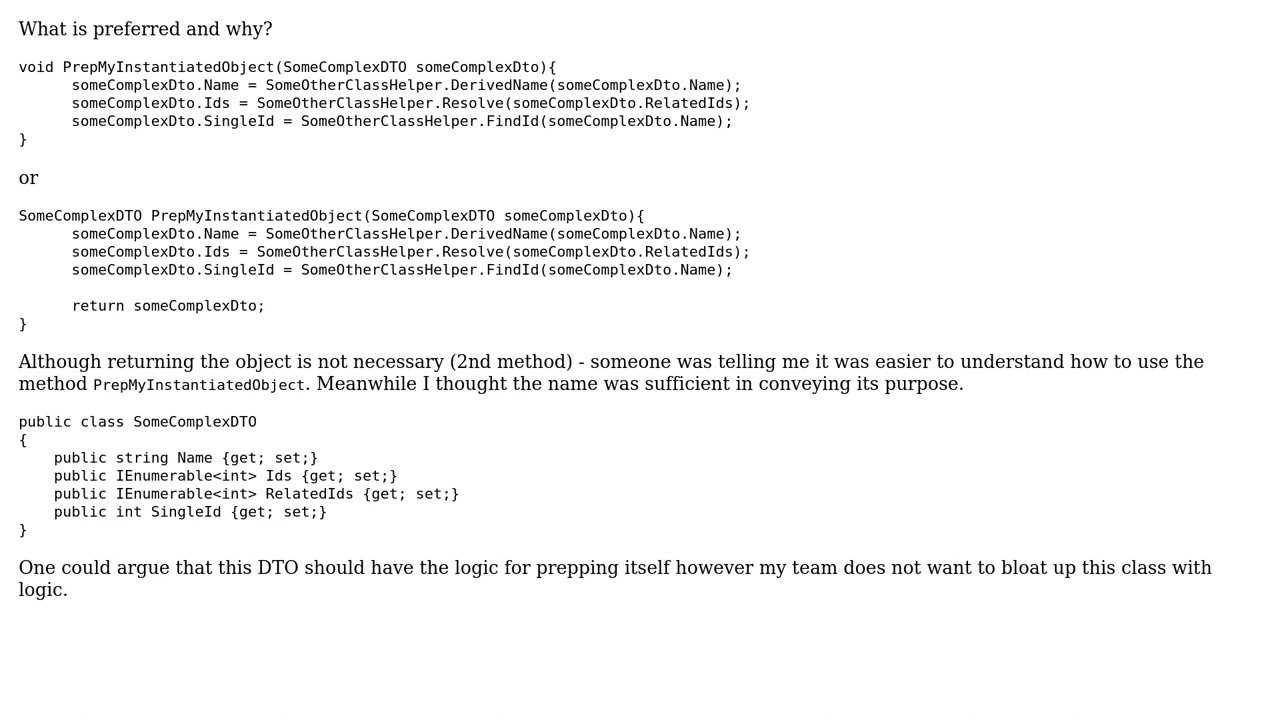 What is preferred and why?
void PrepMyInstantiatedObject(SomeComplexDTO someComplexDto){
      someComplexDto.Name = SomeOtherClassHelper.DerivedName(someComplexDto.Name);
      someComplexDto.Ids = SomeOtherClassHelper.Resolve(someComplexDto.RelatedIds);
      someComplexDto.SingleId = SomeOtherClassHelper.FindId(someComplexDto.Name);
}
or
SomeComplexDTO PrepMyInstantiatedObject(SomeComplexDTO someComplexDto){
      someComplexDto.Name = SomeOtherClassHelper.DerivedName(someComplexDto.Name);
      someComplexDto.Ids = SomeOtherClassHelper.Resolve(someComplexDto.RelatedIds);
      someComplexDto.SingleId = SomeOtherClassHelper.FindId(someComplexDto.Name);
      return someComplexDto;
}
Although returning the object is not necessary (2nd method) - someone was telling me it was easier to understand how to use the
method PrepMyInstantiatedObject. Meanwhile I thought the name was sufficient in conveying its purpose.
public class SomeComplexDTO
{
    public string Name {get; set;}
    public IEnumerable<int> Ids {get; set;}
    public IEnumerable<int> RelatedIds {get; set;}
    public int SingleId {get; set;}
}
One could argue that this DTO should have the logic for prepping itself however my team does not want to bloat up this class with
logic.